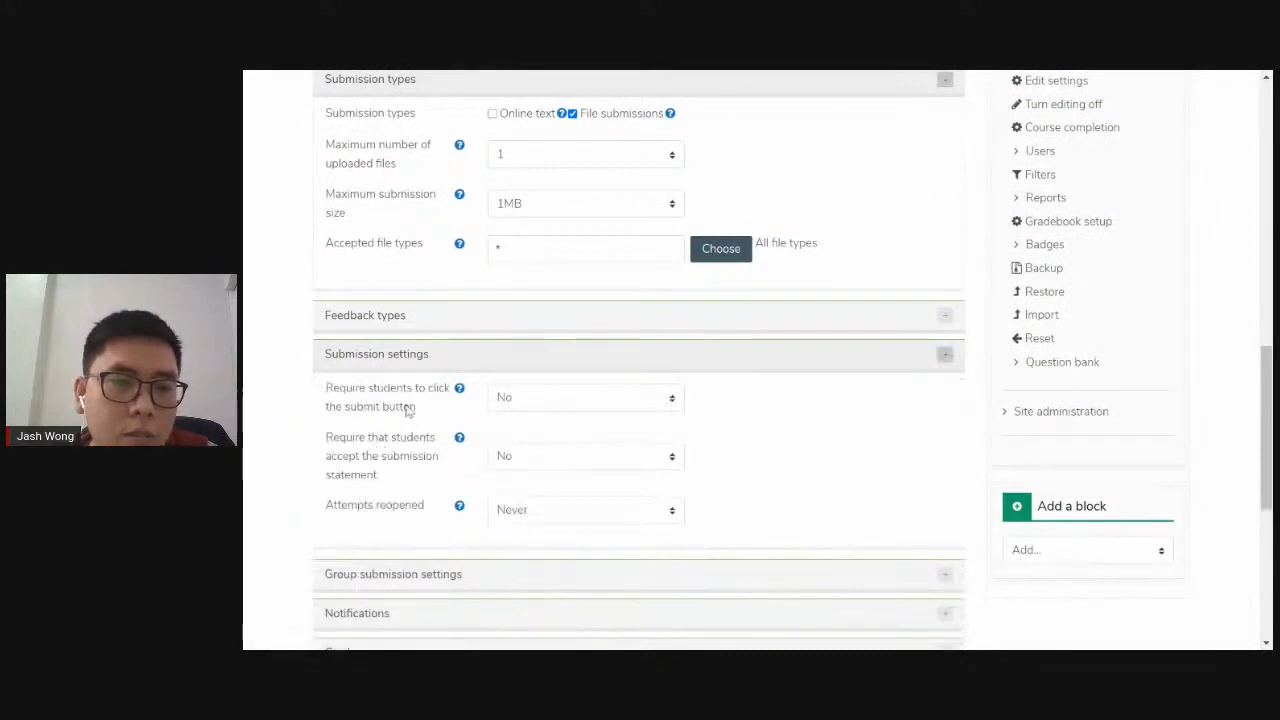 Submission types
Submission types
Online text File submissions
Maximum number of
uploaded files
1
Maximum submission
size
1MB
Accepted file types
*
Choose
All file types
Feedback types
Submission settings
Require students to click
the submit button
No
Require that students
accept the submission
statement
No
Attempts reopened
Never
Group submission settings
Notifications
Edit settings
Turn editing off
Course completion
Users
Filters
Reports
Gradebook setup
Badges
Backup
Restore
Import
Reset
Question bank
Site administration
Add a block
Add...
Jash Wong